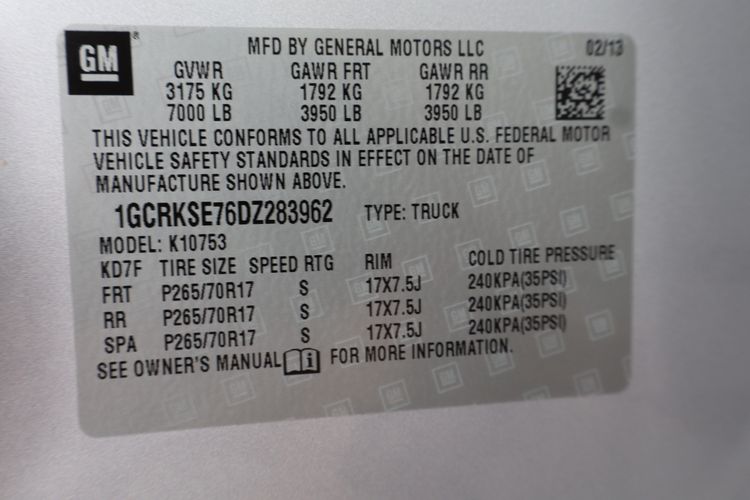 GM MFD BY GENERAL MOTORS LLC 02/13
GVWR GAWR FRT GAWR RR
3175 KG 1792 KG 1792 KG
7000 LB 3950 LB 3950 LB
THIS VEHICLE CONFORMS TO ALL APPLICABLE U.S. FEDERAL MOTOR
VEHICLE SAFETY STANDARDS IN EFFECT ON THE DATE OF
MANUFACTURE SHOWN ABOVE.
1GCRKSE76DZ283962 TYPE: TRUCK
MODEL: K10753
KD7F TIRE SIZE SPEED RTG RIM COLD TIRE PRESSURE
FRT P265/70R17 S 17X7.5J 240KPA(35PSI)
RR P265/70R17 S 17X7.5J 240KPA(35PSI)
SPA P265/70R17 S 17X7.5J 240KPA(35PSI)
SEE OWNER'S MANUAL i FOR MORE INFORMATION.